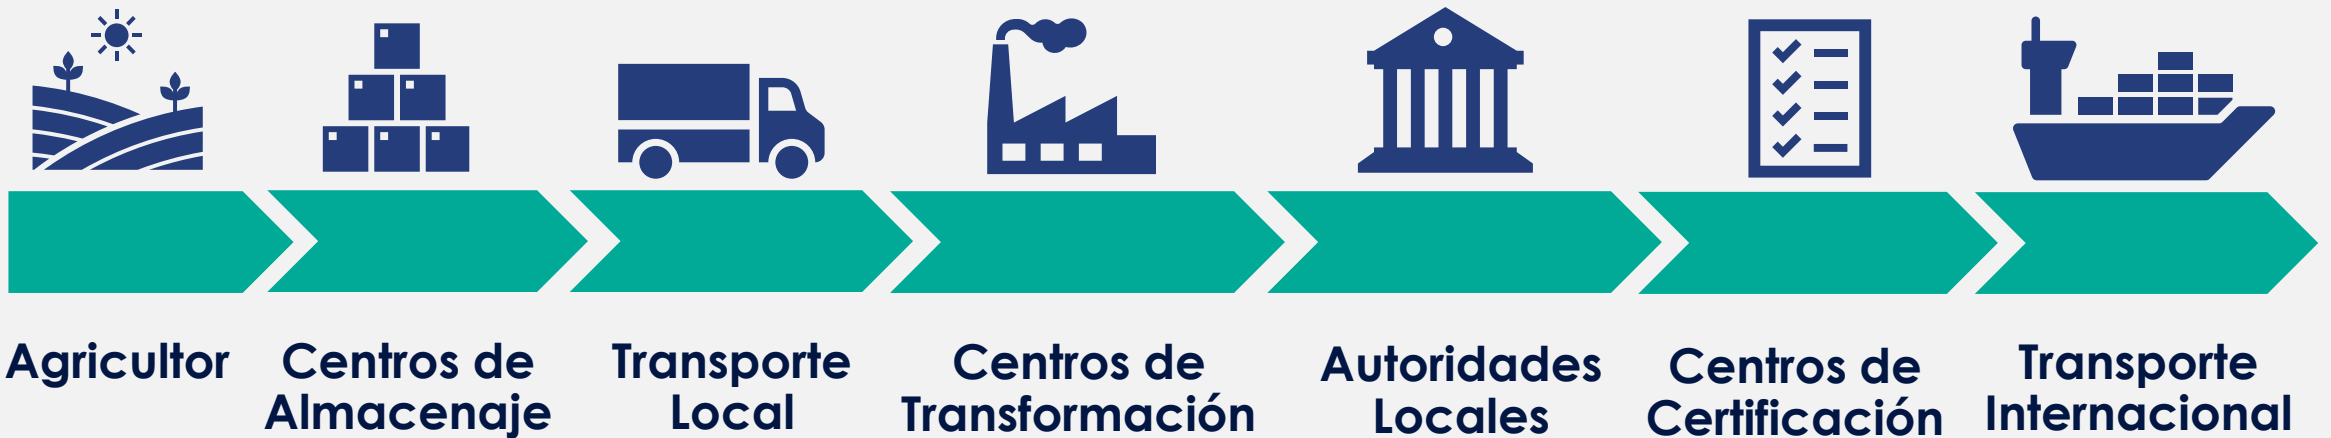 Agricultor
Centros de
Almacenaje
Transporte
Local
Centros de
Transformación
Autoridades
Locales
Centros de
Certificación
Transporte
Internacional